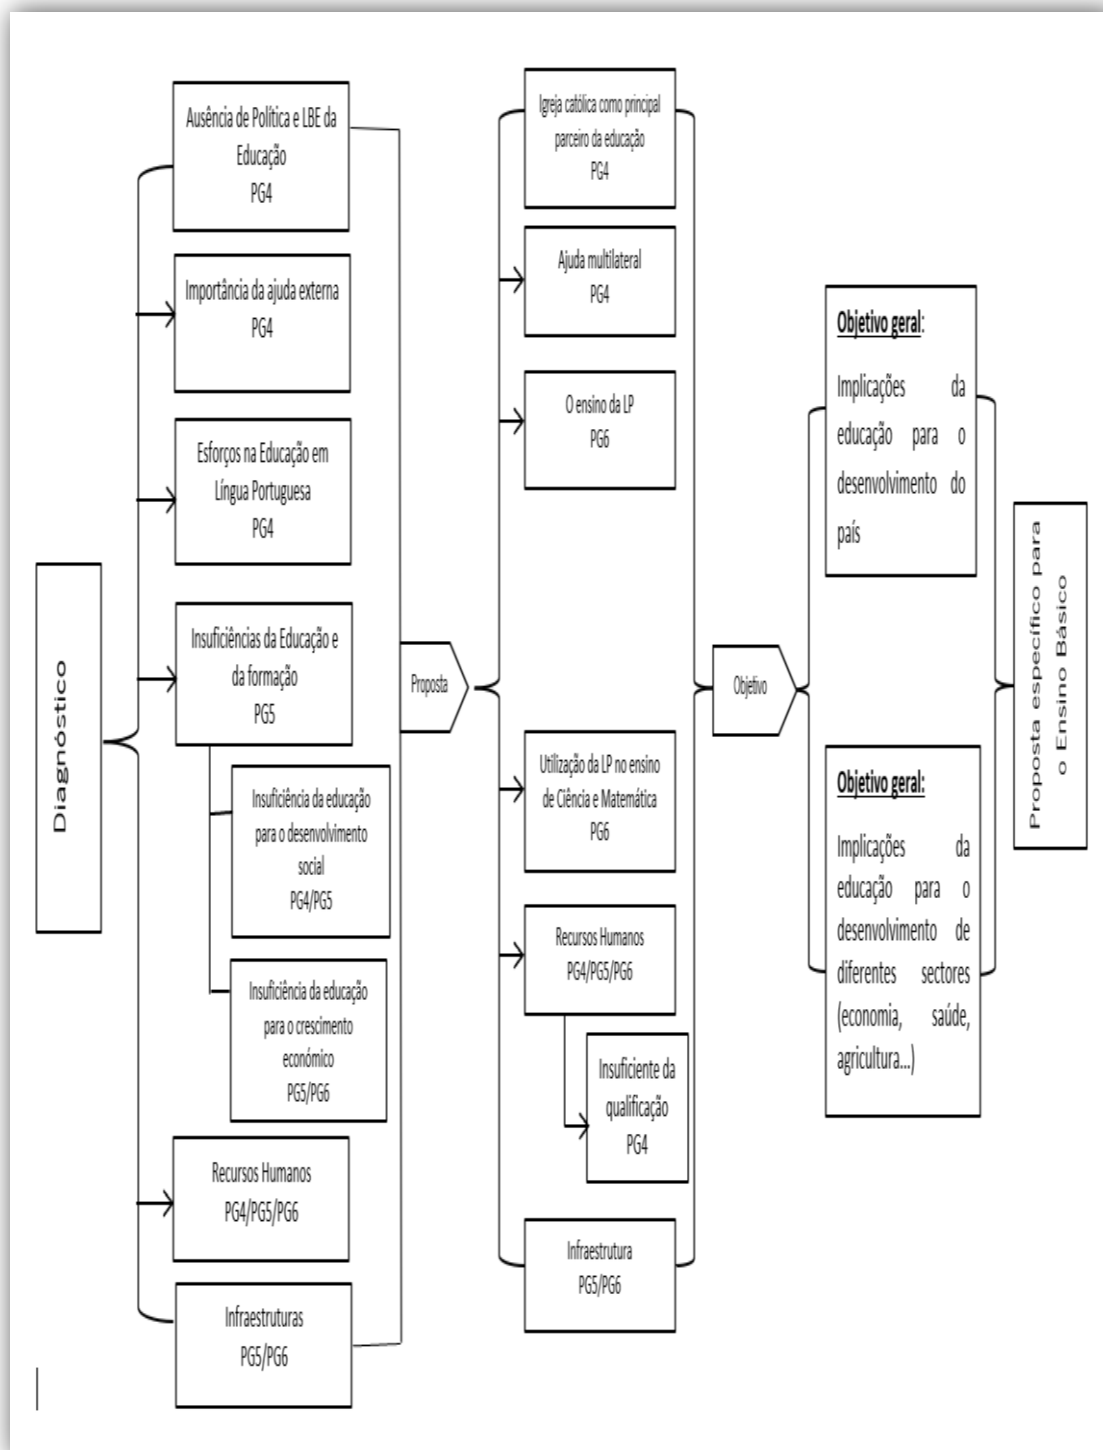 Diagnóstico
Ausência de Política e LBE da
Educação
PG4
Importância da ajuda externa
PG4
Esforços na Educação em
Língua Portuguesa
PG4
Insuficiências da Educação e
da formação
PG5
Insuficiência da educação
para o desenvolvimento
social
PG4/PG5
Insuficiência da educação
para o crescimento
económico
PG5/PG6
Recursos Humanos
PG4/PG5/PG6
Infraestruturas
PG5/PG6
Proposta
Igreja católica como principal
parceiro da educação
PG4
Ajuda multilateral
PG4
O ensino da LP
PG6
Utilização da LP no ensino
de Ciência e Matemática
PG6
Recursos Humanos
PG4/PG5/PG6
Insuficiente da
qualificação
PG4
Infraestrutura
PG5/PG6
Objetivo
Objetivo geral:
Implicações da
educação para o
desenvolvimento do
país
Objetivo geral:
Implicações da
educação para o
desenvolvimento de
diferentes sectores
(economia, saúde,
agricultura...)
Proposta específico para
o Ensino Básico